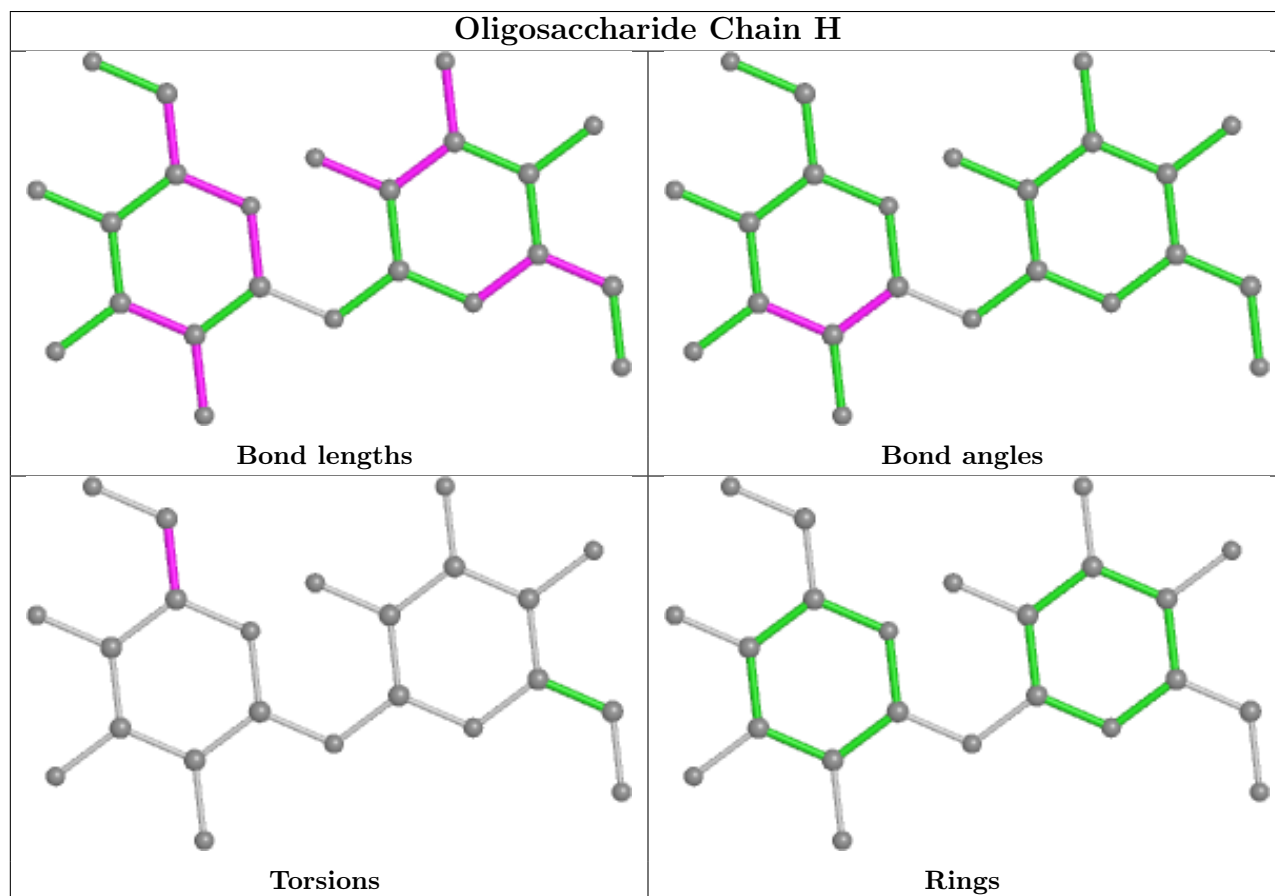 Oligosaccharide Chain H
Bond lengths
Bond angles
Torsions
Rings